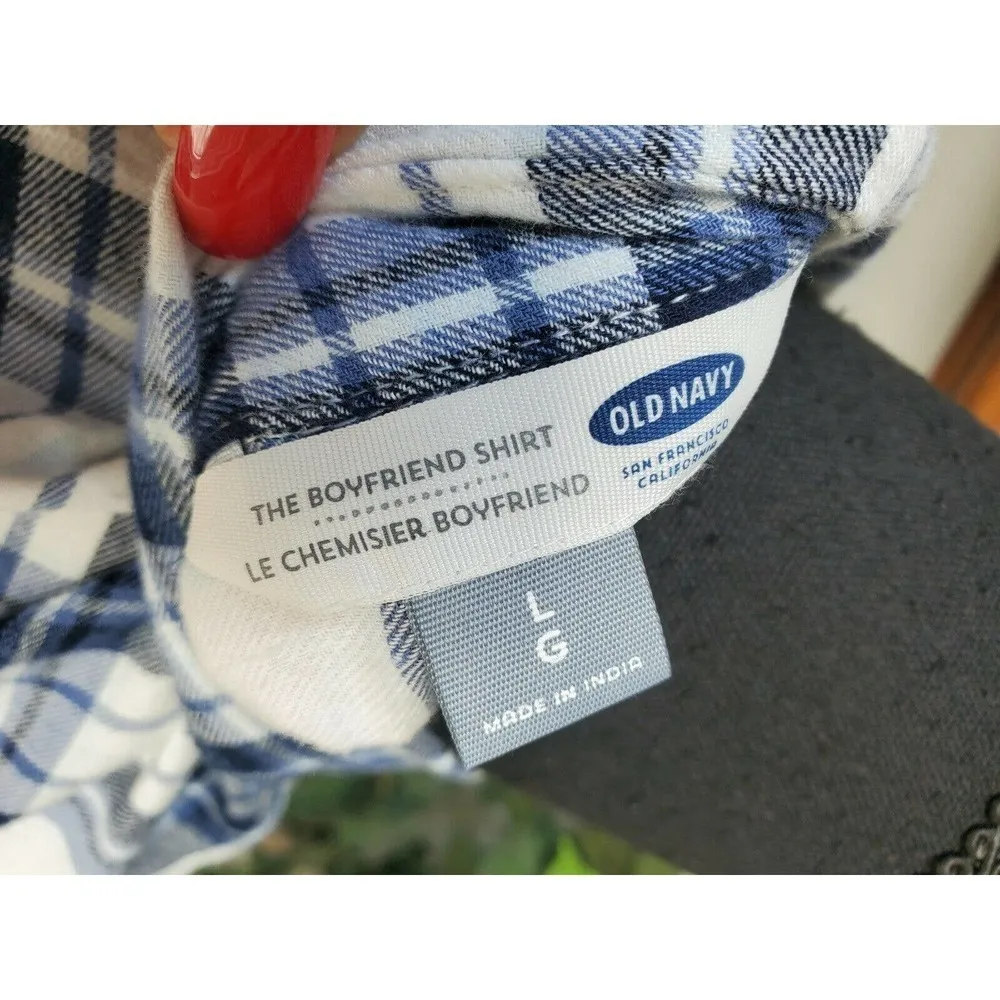 THE BOYFRIEND SHIRT
LE CHEMISIER BOYFRIEND
OLD NAVY
SAN FRANCISCO
CALIFORNIA
L
G
MADE IN INDIA